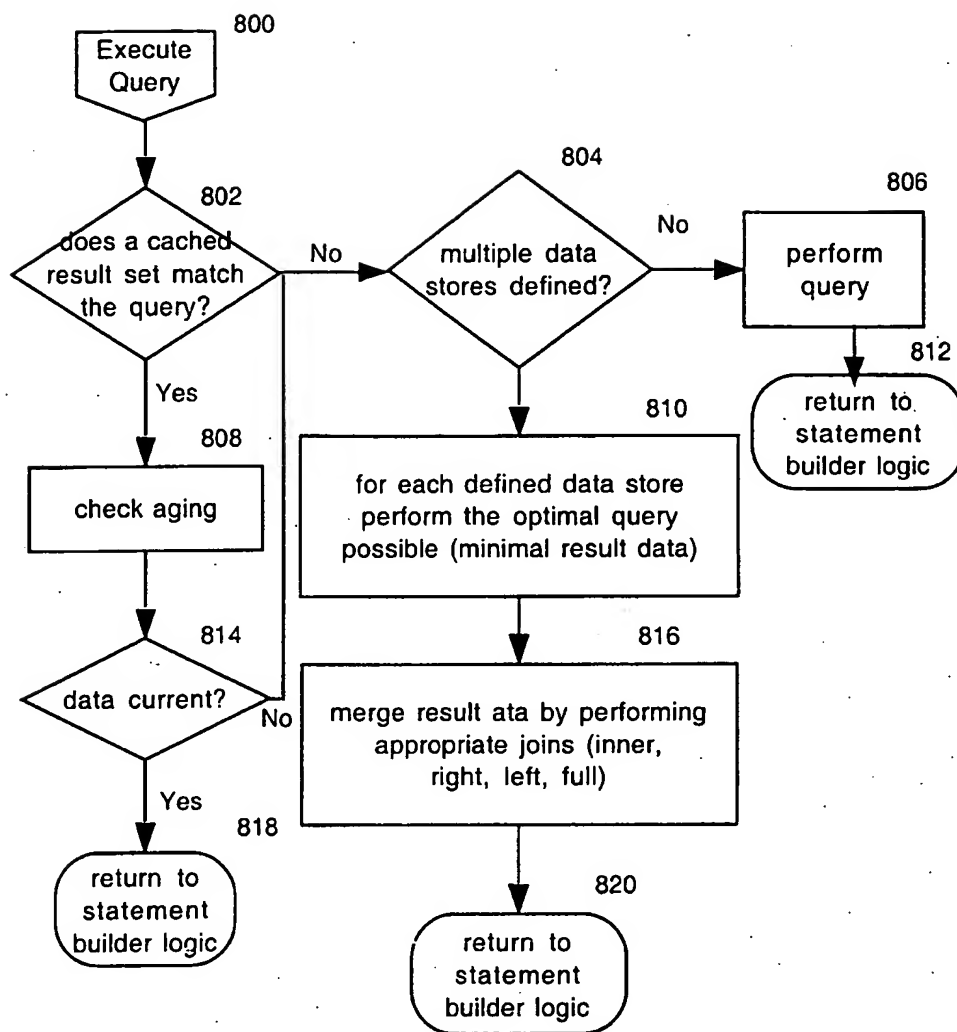 800
Execute
Query
802
does a cached
result set match
the query?
No
804
multiple data
stores defined?
No
806
perform
query
812
return to
statement
builder logic
Yes
808
check aging
810
for each defined data store
perform the optimal query
possible (minimal result data)
814
data current?
No
816
merge result ata by performing
appropriate joins (inner,
right, left, full)
Yes
818
return to
statement
builder logic
820
return to
statement
builder logic